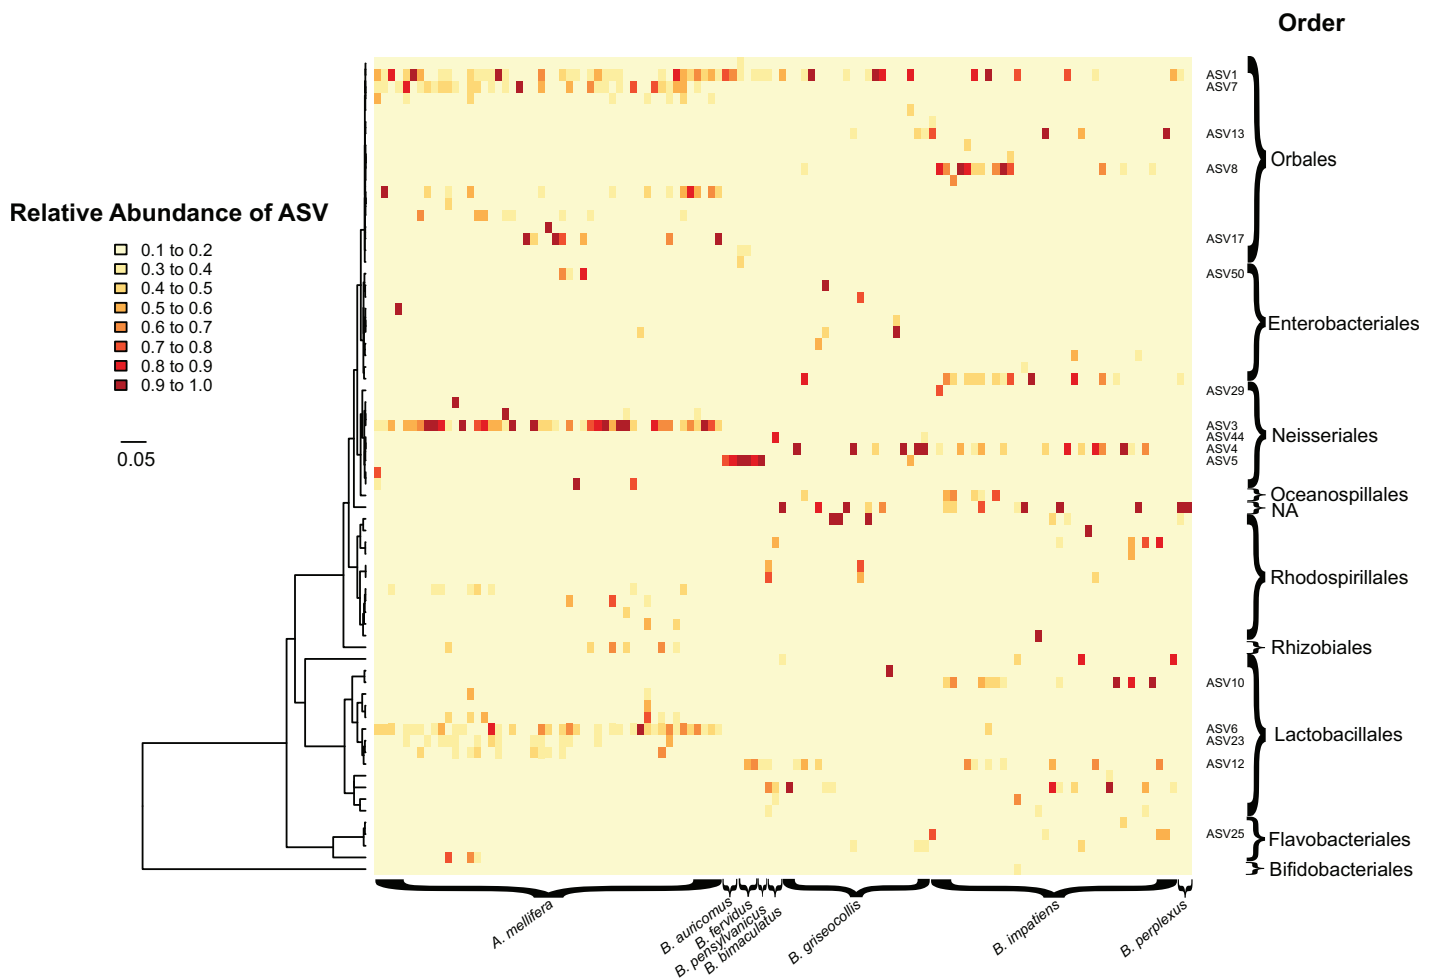 Order
ASV1
ASV7
ASV13
Orbales
ASV8
Relative Abundance of ASV
0.1 to 0.2
0.3 to 0.4
0.4 to 0.5
0.5 to 0.6
0.6 to 0.7
0.7 to 0.8
0.8 to 0.9
0.9 to 1.0
ASV17
ASV50
Enterobacteriales
ASV29
ASV3
ASV44
ASV4
ASV5
Neisseriales
0.05
Oceanospillales
NA
Rhodospirillales
Rhizobiales
ASV10
ASV6
ASV23
ASV12
Lactobacillales
ASV25
Flavobacteriales
Bifidobacteriales
A. mellifera
B. auricomus
B. fervidus
B. pensylvanicus
B. bimaculatus
B. griseocollis
B. impatiens
B. perplexus